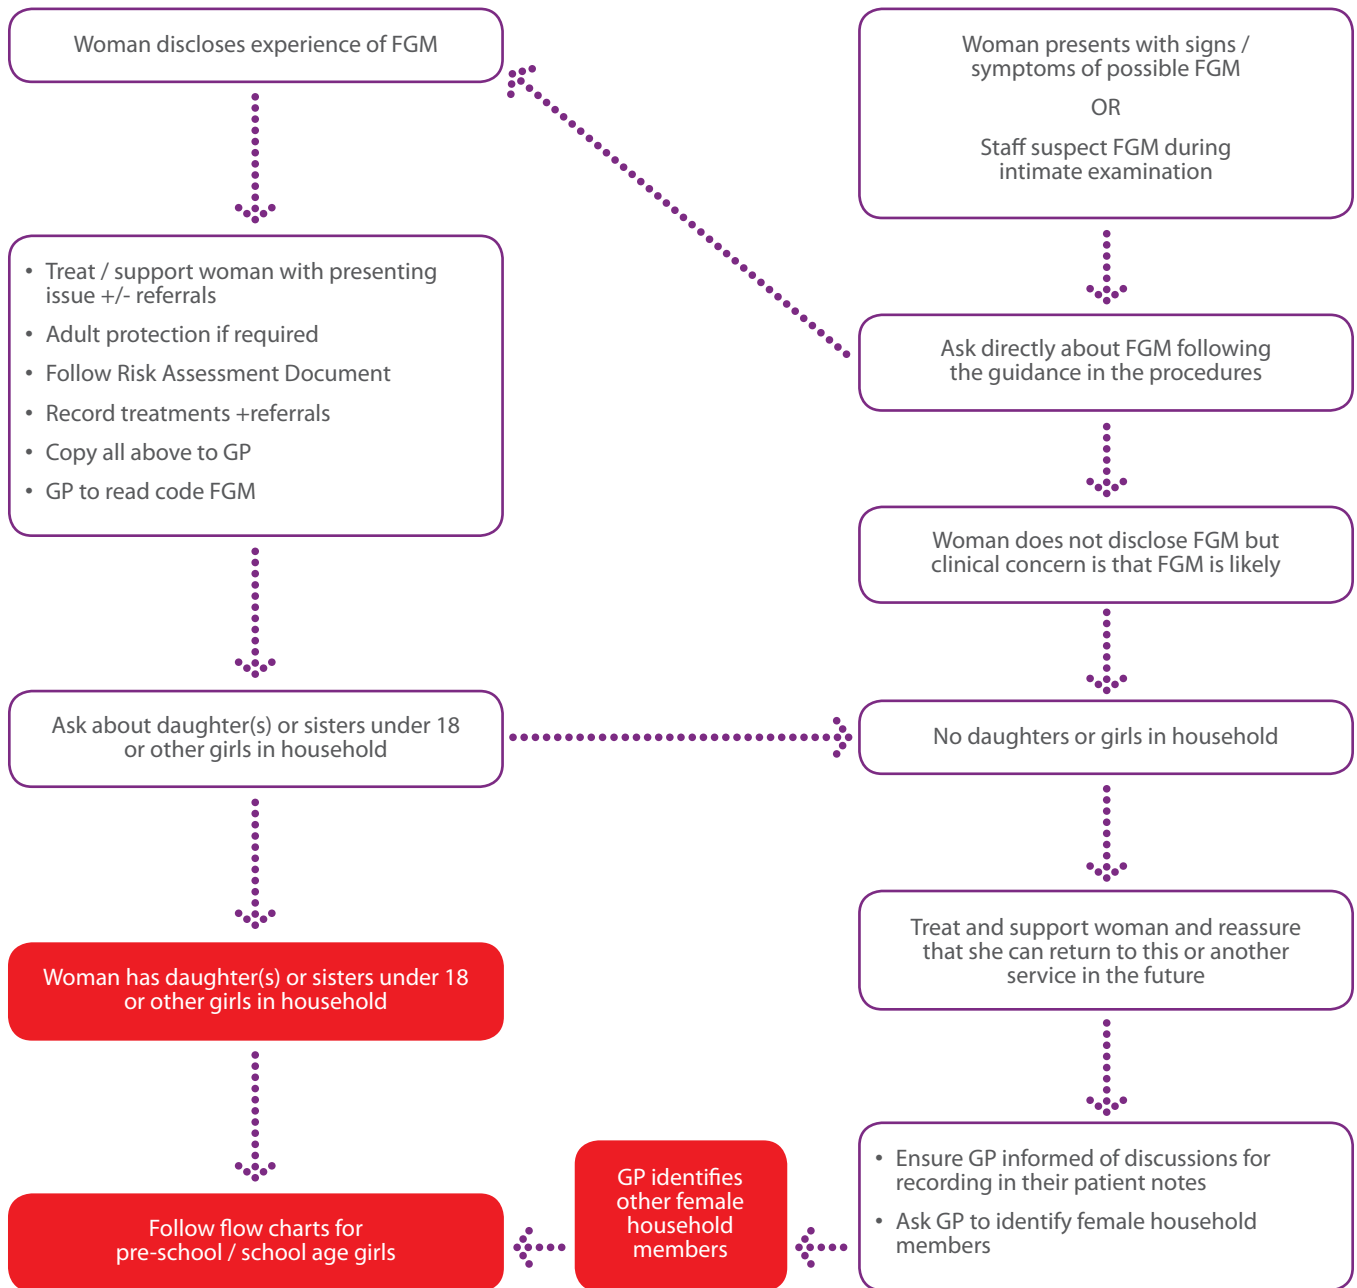 Woman discloses experience of FGM
Woman presents with signs /
symptoms of possible FGM
OR
Staff suspect FGM during
intimate examination
• Treat / support woman with presenting
issue +/- referrals
• Adult protection if required
• Follow Risk Assessment Document
• Record treatments +referrals
• Copy all above to GP
• GP to read code FGM
Ask directly about FGM following
the guidance in the procedures
Woman does not disclose FGM but
clinical concern is that FGM is likely
Ask about daughter(s) or sisters under 18
or other girls in household
No daughters or girls in household
Woman has daughter(s) or sisters under 18
or other girls in household
Treat and support woman and reassure
that she can return to this or another
service in the future
• Ensure GP informed of discussions for
recording in their patient notes
• Ask GP to identify female household
members
GP identifies
other female
household
members
Follow flow charts for
pre-school / school age girls